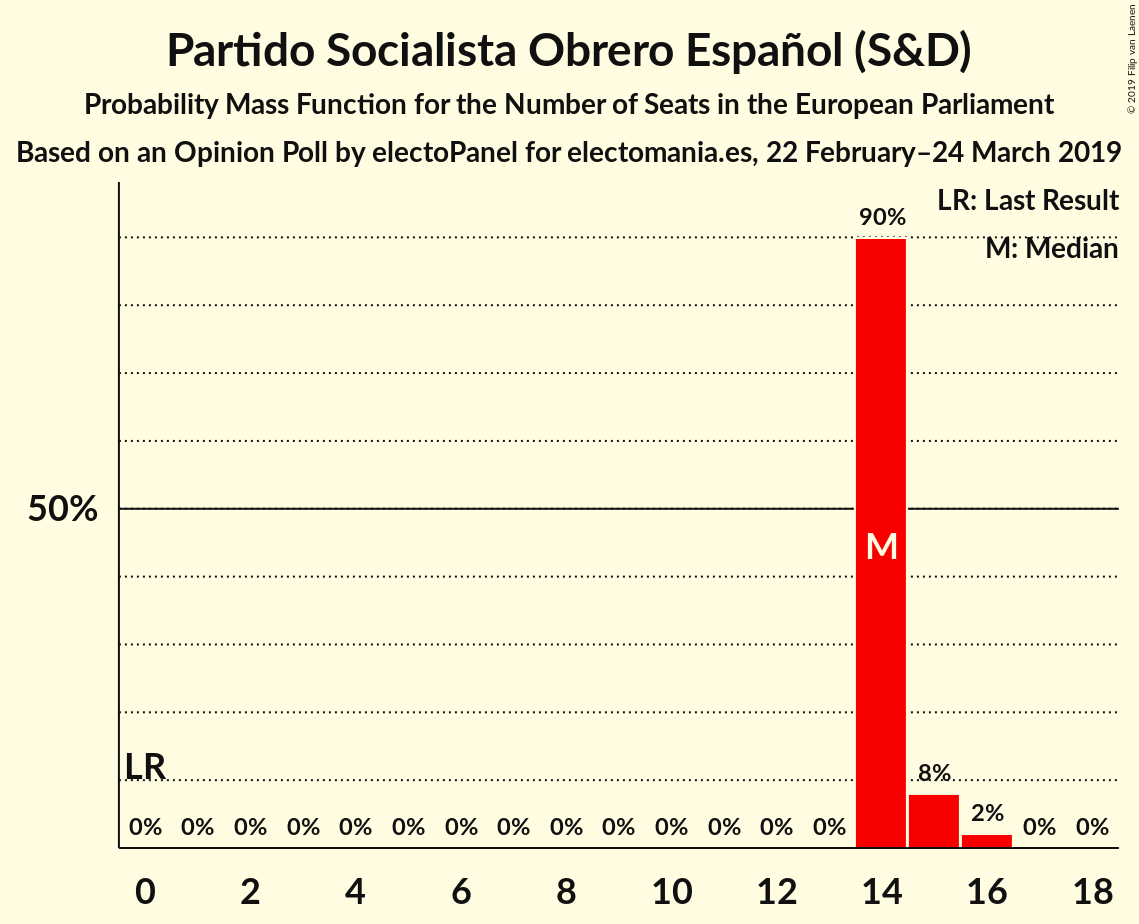 Partido Socialista Obrero Español (S&D)
Probability Mass Function for the Number of Seats in the European Parliament
Based on an Opinion Poll by electoPanel for electomania.es, 22 February–24 March 2019
© 2019 Filip van Laenen
LR: Last Result
M: Median
90%
50%
M
LR
8%
2%
0% 0% 0% 0% 0% 0% 0% 0% 0% 0% 0% 0% 0% 0% 0% 0%
0 2 4 6 8 10 12 14 16 18